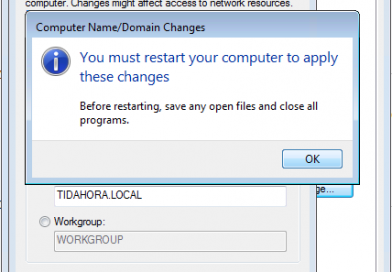 computer. Changes might affect access to network resources.
Computer Name/Domain Changes
You must restart your computer to apply
these changes
Before restarting, save any open files and close all
programs.
OK
TIDAHORA.LOCAL
ge...
Workgroup:
WORKGROUP